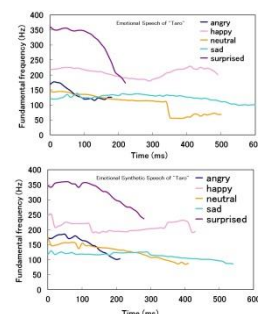 Emotional Speech of "Taro"
Fundamental frequency (Hz)
400
350
300
250
200
150
100
50
0
angry
happy
neutral
sad
surprised
0 100 200 300 400 500 600
Time (ms)
Emotional Synthetic Speech of "Taro"
Fundamental frequency (Hz)
400
350
300
250
200
150
100
50
0
angry
happy
neutral
sad
surprised
0 100 200 300 400 500 600
Time (ms)